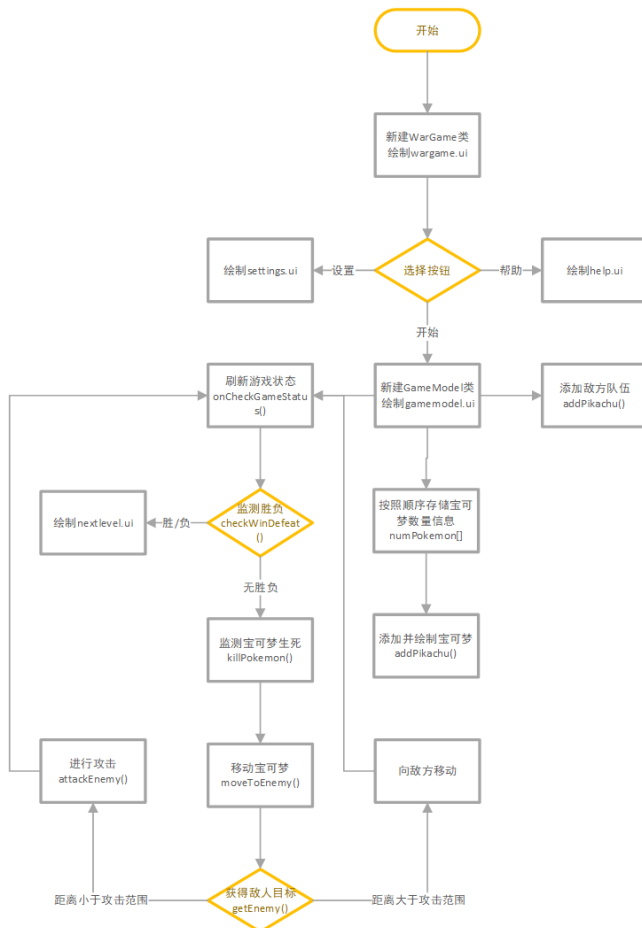 开始
新建WarGame类
绘制wargame.ui
绘制settings.ui
设置
选择按钮
帮助
绘制help.ui
开始
刷新游戏状态
onCheckGameStatu
s()
新建GameModel类
绘制gamemodel.ui
添加敌方队伍
addPikachu()
绘制nextlevel.ui
胜/负
监测胜负
checkWinDefeat
()
按照顺序存储宝可
梦数量信息
numPokemon[]
无胜负
监测宝可梦生死
killPokemon()
添加并绘制宝可梦
addPikachu()
进行攻击
attackEnemy()
移动宝可梦
moveToEnemy()
向敌方移动
距离小于攻击范围
获得敌人目标
getEnemy()
距离大于攻击范围